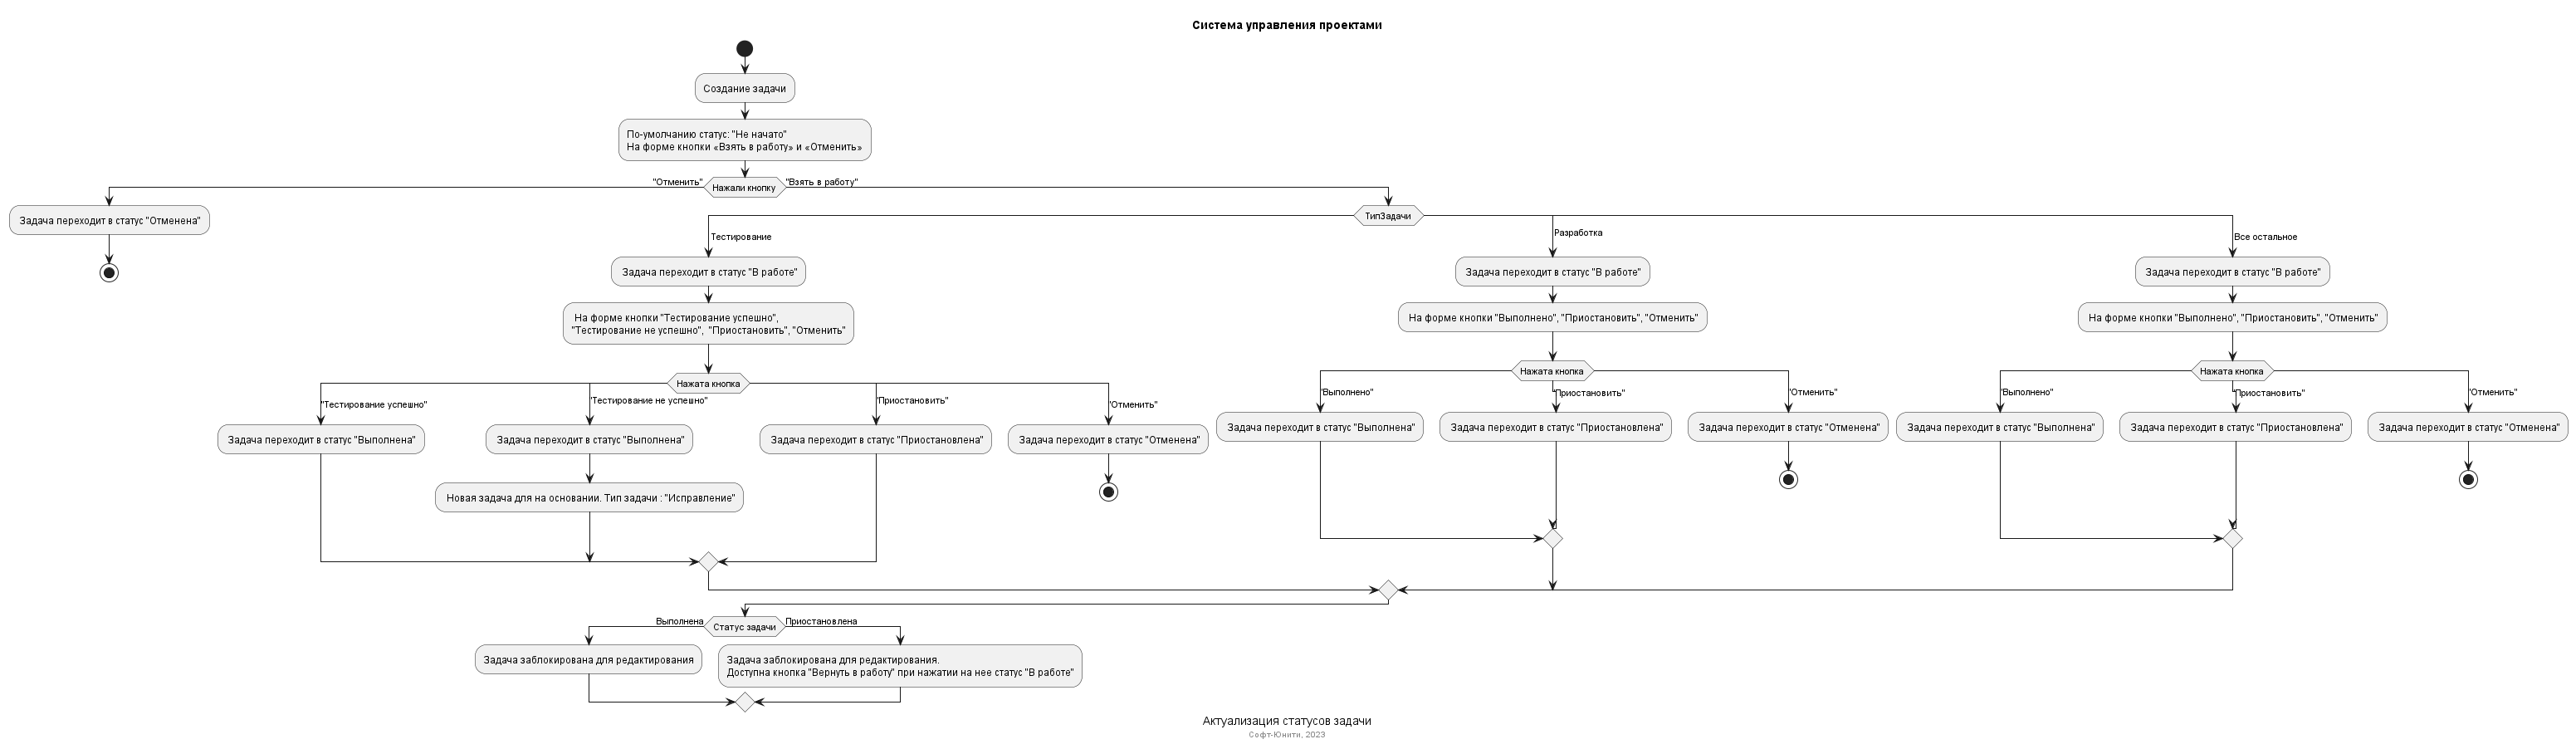 Система управления проектами
Создание задачи
По-умолчанию статус: "Не начато"
На форме кнопки «Взять в работу» и «Отменить»
"Отменить"
Нажали кнопку
"Взять в работу"
Задача переходит в статус "Отменена"
ТипЗадачи
Тестирование
Задача переходит в статус "В работе"
На форме кнопки "Тестирование успешно",
"Тестирование не успешно", "Приостановить", "Отменить"
Нажата кнопка
"Тестирование успешно"
Задача переходит в статус "Выполнена"
"Тестирование не успешно"
Задача переходит в статус "Выполнена"
Новая задача для на основании. Тип задачи : "Исправление"
"Приостановить"
Задача переходит в статус "Приостановлена"
"Отменить"
Задача переходит в статус "Отменена"
Разработка
Задача переходит в статус "В работе"
На форме кнопки "Выполнено", "Приостановить", "Отменить"
Нажата кнопка
"Выполнено"
Задача переходит в статус "Выполнена"
"Приостановить"
Задача переходит в статус "Приостановлена"
"Отменить"
Задача переходит в статус "Отменена"
Все остальное
Задача переходит в статус "В работе"
На форме кнопки "Выполнено", "Приостановить", "Отменить"
Нажата кнопка
"Выполнено"
Задача переходит в статус "Выполнена"
"Приостановить"
Задача переходит в статус "Приостановлена"
"Отменить"
Задача переходит в статус "Отменена"
Выполнена
Статус задачи
Приостановлена
Задача заблокирована для редактирования
Задача заблокирована для редактирования.
Доступна кнопка "Вернуть в работу" при нажатии на нее статус "В работе"
Актуализация статусов задачи
Софт-Юнити, 2023